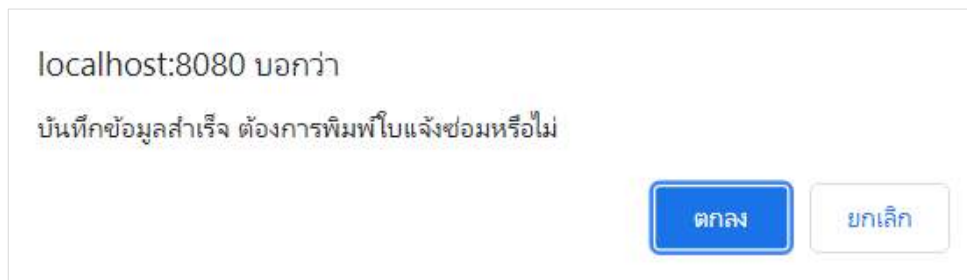 localhost:8080 บอกว่า
บันทึกข้อมูลสำเร็จ ต้องการพิมพ์ใบแจ้งซ่อมหรือไม่
ตกลง ยกเลิก